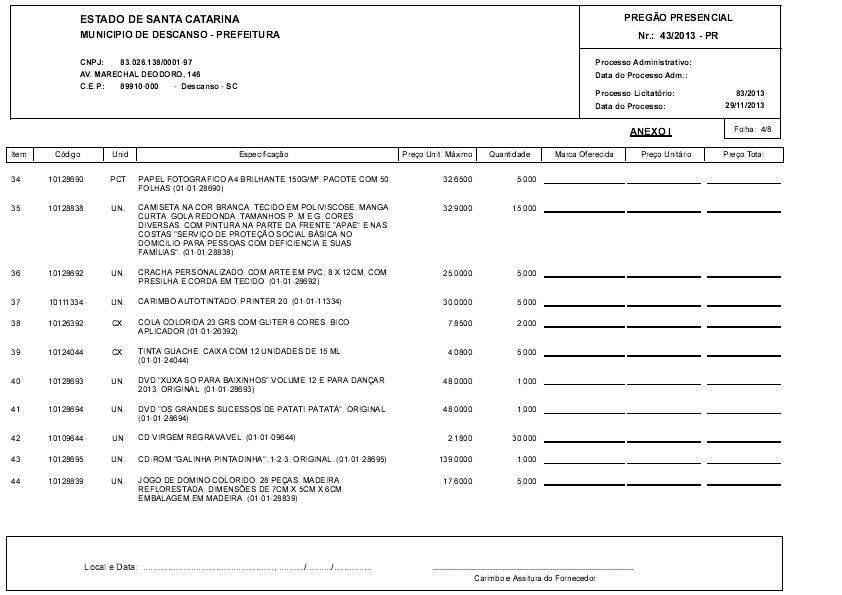 ESTADO DE SANTA CATARINA
MUNICIPIO DE DESCANSO - PREFEITURA
CNPJ: 83.026.138/0001-97
AV. MARECHAL DEODORO, 146
C.E.P.: 89910-000 - Descanso - SC
PREGÃO PRESENCIAL
Nr.: 43/2013 - PR
Processo Administrativo:
Data do Processo Adm.:
Processo Licitatório: 83/2013
Data do Processo: 29/11/2013
ANEXO I
Folha: 4/8
Item Código Unid Especificação Preço Unit. Máximo Quantidade Marca Oferecida Preço Unitário Preço Total
34 10128690 PCT PAPEL FOTOGRAFICO A4 BRILHANTE,150G/M², PACOTE COM 50 32,6500 5,000
FOLHAS (01-01-28690)
35 10128838 UN. CAMISETA NA COR BRANCA, TECIDO EM POLIVISCOSE, MANGA 32,9000 15,000
CURTA, GOLA REDONDA, TAMANHOS P, M E G, CORES
DIVERSAS, COM PINTURA NA PARTE DA FRENTE "APAE" E NAS
COSTAS "SERVIÇO DE PROTEÇÃO SOCIAL BÁSICA NO
DOMICILIO PARA PESSOAS COM DEFICIENCIA E SUAS
FAMÍLIAS". (01-01-28838)
36 10128692 UN. CRACHA PERSONALIZADO, COM ARTE EM PVC, 8 X 12CM, COM 25,0000 5,000
PRESILHA E CORDA EM TECIDO. (01-01-28692)
37 10111334 UN. CARIMBO AUTOTINTADO, PRINTER 20. (01-01-11334) 30,0000 5,000
38 10126392 CX. COLA COLORIDA 23 GRS COM GLITER 6 CORES, BICO 7,8500 2,000
APLICADOR (01-01-26392)
39 10124044 CX. TINTA GUACHE, CAIXA COM 12 UNIDADES DE 15 ML 4,0800 5,000
(01-01-24044)
40 10128693 UN. DVD "XUXA SO PARA BAIXINHOS",VOLUME 12,E PARA DANÇAR 48,0000 1,000
2013, ORIGINAL. (01-01-28693)
41 10128694 UN. DVD "OS GRANDES SUCESSOS DE PATATI PATATÁ", ORIGINAL. 48,0000 1,000
(01-01-28694)
42 10109644 UN CD VIRGEM REGRAVAVEL (01-01-09644) 2,1800 30,000
43 10128695 UN. CD-ROM "GALINHA PINTADINHA", 1-2-3, ORIGINAL. (01-01-28695) 139,0000 1,000
44 10128839 UN. JOGO DE DOMINO COLORIDO, 28 PEÇAS, MADEIRA 17,6000 5,000
REFLORESTADA, DIMENSÕES DE 7CM X 5CM X 6CM,
EMBALAGEM EM MADEIRA. (01-01-28839)
Local e Data: ......................................................, ........../........../...............
Carimbo e Assitura do Fornecedor